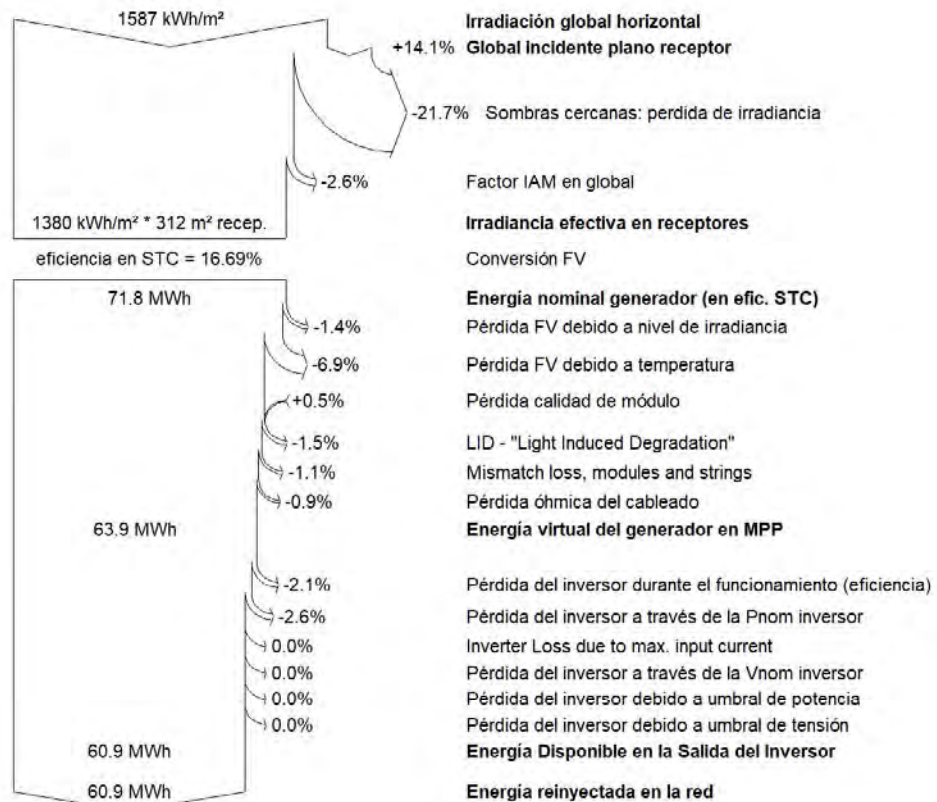 1587 kWh/m² Irradiación global horizontal
+14.1% Global incidente plano receptor
-21.7% Sombras cercanas: perdida de irradiancia
-2.6% Factor IAM en global
1380 kWh/m² * 312 m² recep. Irradiancia efectiva en receptores
eficiencia en STC = 16.69% Conversión FV
71.8 MWh Energía nominal generador (en efic. STC)
-1.4% Pérdida FV debido a nivel de irradiancia
-6.9% Pérdida FV debido a temperatura
+0.5% Pérdida calidad de módulo
-1.5% LID - "Light Induced Degradation"
-1.1% Mismatch loss, modules and strings
-0.9% Pérdida óhmica del cableado
63.9 MWh Energía virtual del generador en MPP
-2.1% Pérdida del inversor durante el funcionamiento (eficiencia)
-2.6% Pérdida del inversor a través de la Pnom inversor
0.0% Inverter Loss due to max. input current
0.0% Pérdida del inversor a través de la Vnom inversor
0.0% Pérdida del inversor debido a umbral de potencia
0.0% Pérdida del inversor debido a umbral de tensión
60.9 MWh Energía Disponible en la Salida del Inversor
60.9 MWh Energía reinyectada en la red